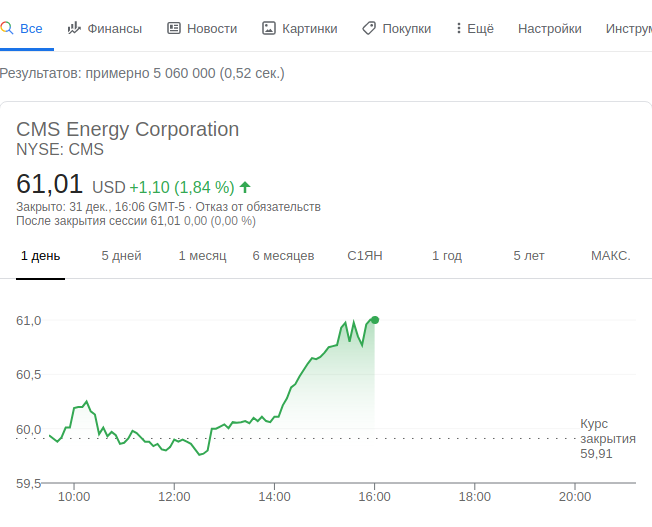 Все Финансы Новости Картинки Покупки Ещё Настройки Инструм
Результатов: примерно 5 060 000 (0,52 сек.)
CMS Energy Corporation
NYSE: CMS
61,01 USD +1,10 (1,84 %)
Закрыто: 31 дек., 16:06 GMT-5 · Отказ от обязательств
После закрытия сессии 61,01 0,00 (0,00 %)
1 день 5 дней 1 месяц 6 месяцев С1ЯН 1 год 5 лет МАКС.
61,0
60,5
60,0
Курс
закрытия
59,91
59,5
10:00 12:00 14:00 16:00 18:00 20:00